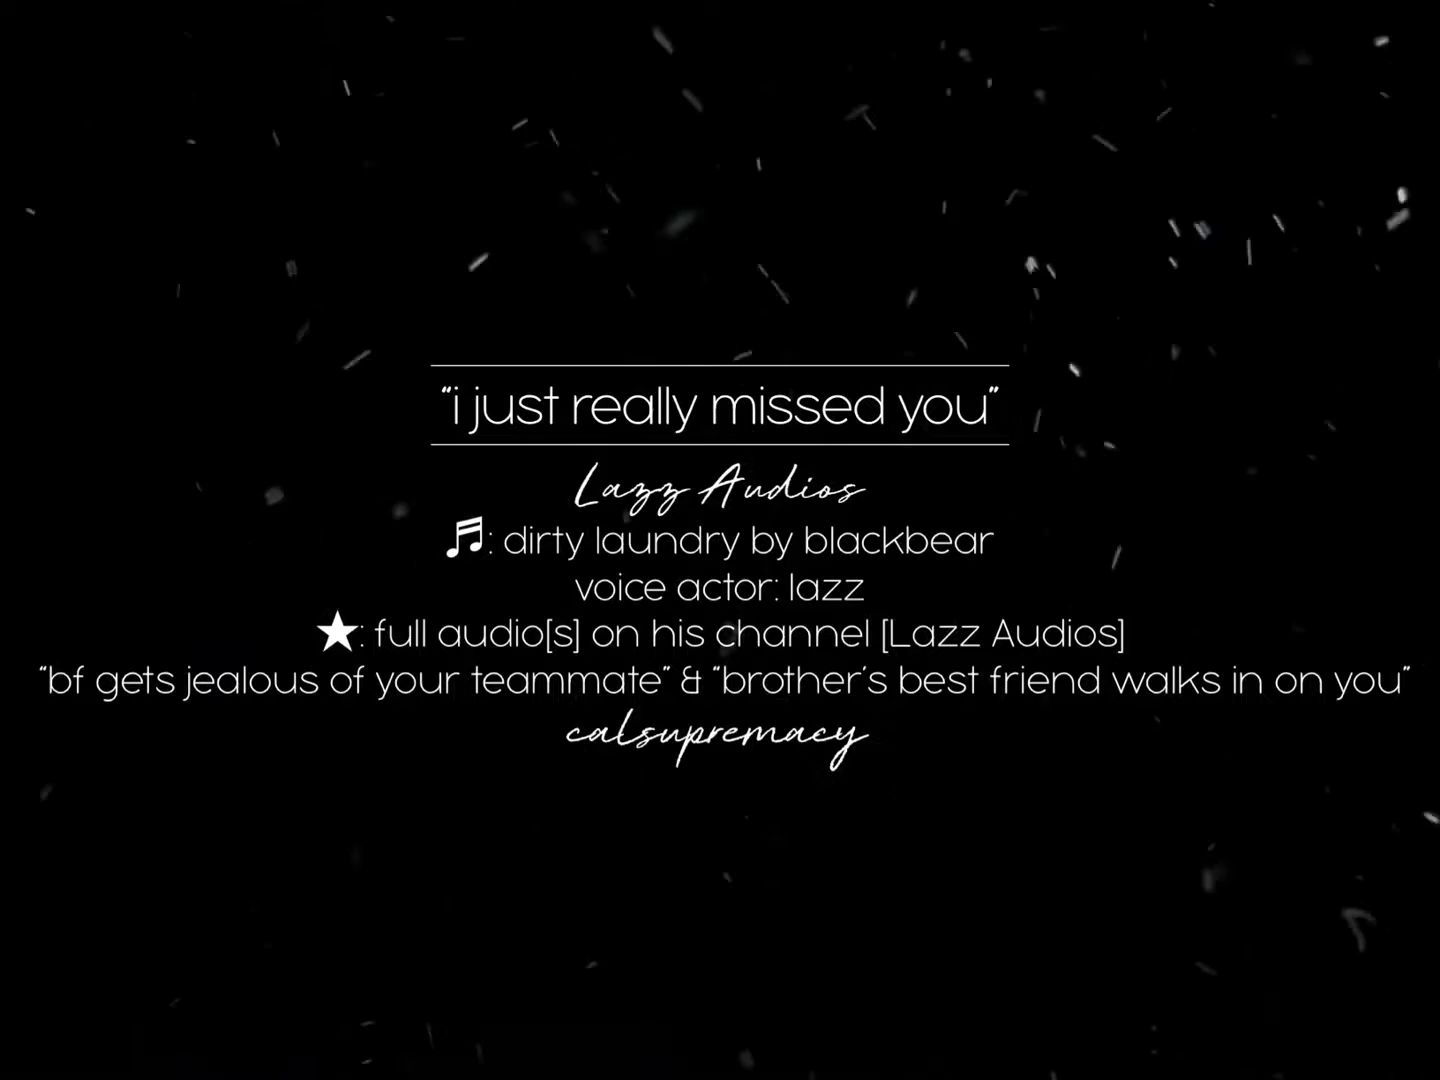 "i just really missed you"
Lazz Audios
♬: dirty laundry by blackbear
voice actor: lazz
★: full audio[s] on his channel [Lazz Audios]
"bf gets jealous of your teammate" & "brother's best friend walks in on you"
calsupremacy